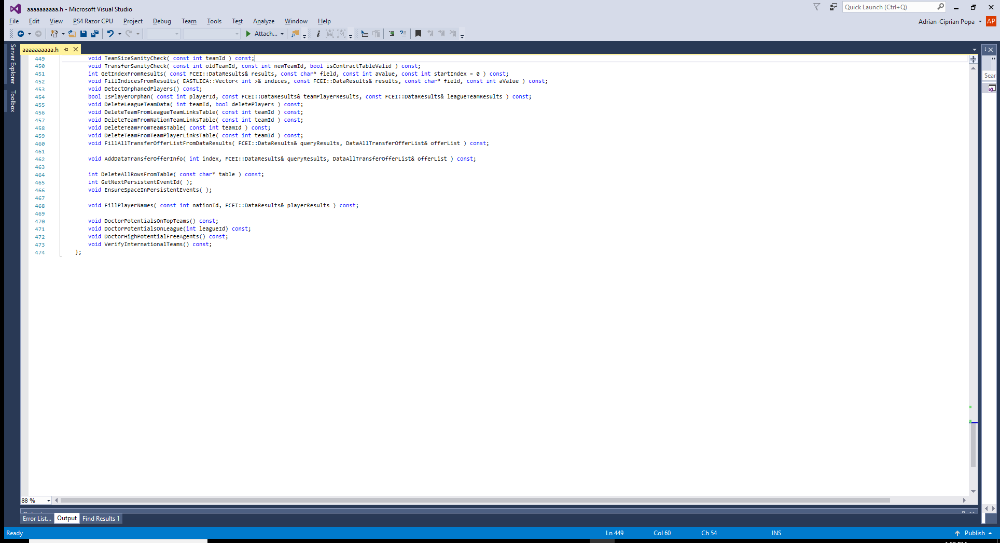 aaaaaaaaaa.h - Microsoft Visual Studio
Quick Launch (Ctrl+Q)
File Edit View PS4 Razor CPU Project Debug Team Tools Test Analyze Window Help
Adrian-Ciprian Popa AP
Attach...
Server Explorer
Toolbox
aaaaaaaaaa.h
Sear
449 void TeamSizeSanityCheck( const int teamId ) const;
450 void TransferSanityCheck( const int oldTeamId, const int newTeamId, bool isContractTableValid ) const;
451 int GetIndexFromResults( const FCEI::DataResults& results, const char* field, const int aValue, const int startIndex = 0 ) const;
452 void FillIndicesFromResults( EASTLICA::Vector< int >& indices, const FCEI::DataResults& results, const char* field, const int aValue ) const;
453 void DetectOrphanedPlayers() const;
454 bool IsPlayerOrphan( const int playerId, const FCEI::DataResults& teamPlayerResults, const FCEI::DataResults& leagueTeamResults ) const;
455 void DeleteLeagueTeamData( int teamId, bool deletePlayers ) const;
456 void DeleteTeamFromLeagueTeamLinksTable( const int teamId ) const;
457 void DeleteTeamFromNationTeamLinksTable( const int teamId ) const;
458 void DeleteTeamFromTeamsTable( const int teamId ) const;
459 void DeleteTeamFromTeamPlayerLinksTable( const int teamId ) const;
460 void FillAllTransferOfferListFromDataResults( FCEI::DataResults& queryResults, DataAllTransferOfferList& offerList ) const;
461
462 void AddDataTransferOfferInfo( int index, FCEI::DataResults& queryResults, DataAllTransferOfferList& offerList ) const;
463
464 int DeleteAllRowsFromTable( const char* table ) const;
465 int GetNextPersistentEventId( );
466 void EnsureSpaceInPersistentEvents( );
467
468 void FillPlayerNames( const int nationId, FCEI::DataResults& playerResults ) const;
469
470 void DoctorPotentialsOnTopTeams() const;
471 void DoctorPotentialsOnLeague(int leagueId) const;
472 void DoctorHighPotentialFreeAgents() const;
473 void VerifyInternationalTeams() const;
474 };
88 %
Error List... Output Find Results 1
Ready Ln 449 Col 60 Ch 54 INS Publish